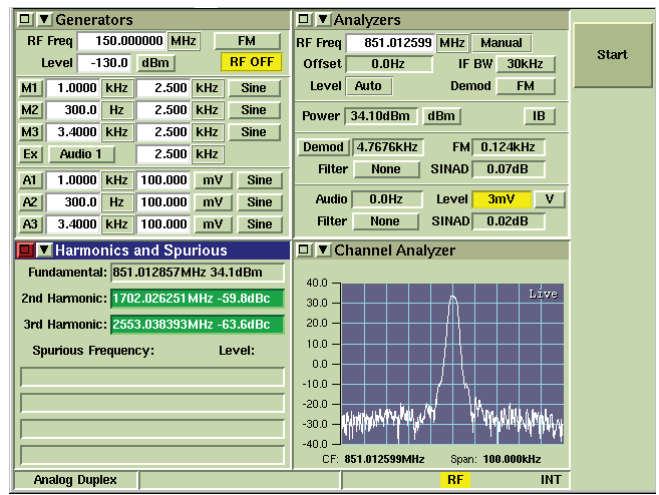 Generators
RF Freq 150.000000 MHz FM
Level -130.0 dBm RF OFF
M1 1.0000 kHz 2.500 kHz Sine
M2 300.0 Hz 2.500 kHz Sine
M3 3.4000 kHz 2.500 kHz Sine
Ex Audio 1 2.500 kHz
A1 1.0000 kHz 100.000 mV Sine
A2 300.0 Hz 100.000 mV Sine
A3 3.4000 kHz 100.000 mV Sine
Analyzers
RF Freq 851.012599 MHz Manual
Offset 0.0Hz IF BW 30kHz
Level Auto Demod FM
Power 34.10dBm dBm IB
Demod 4.7676kHz FM 0.124kHz
Filter None SINAD 0.07dB
Audio 0.0Hz Level 3mV V
Filter None SINAD 0.02dB
Start
Harmonics and Spurious
Fundamental: 851.012857MHz 34.1dBm
2nd Harmonic: 1702.026251MHz -59.8dBc
3rd Harmonic: 2553.038393MHz -63.6dBc
Spurious Frequency: Level:
Channel Analyzer
Live
40.0
30.0
20.0
10.0
0.0
-10.0
-20.0
-30.0
-40.0
CF: 851.012599MHz Span: 100.000kHz
Analog Duplex RF INT